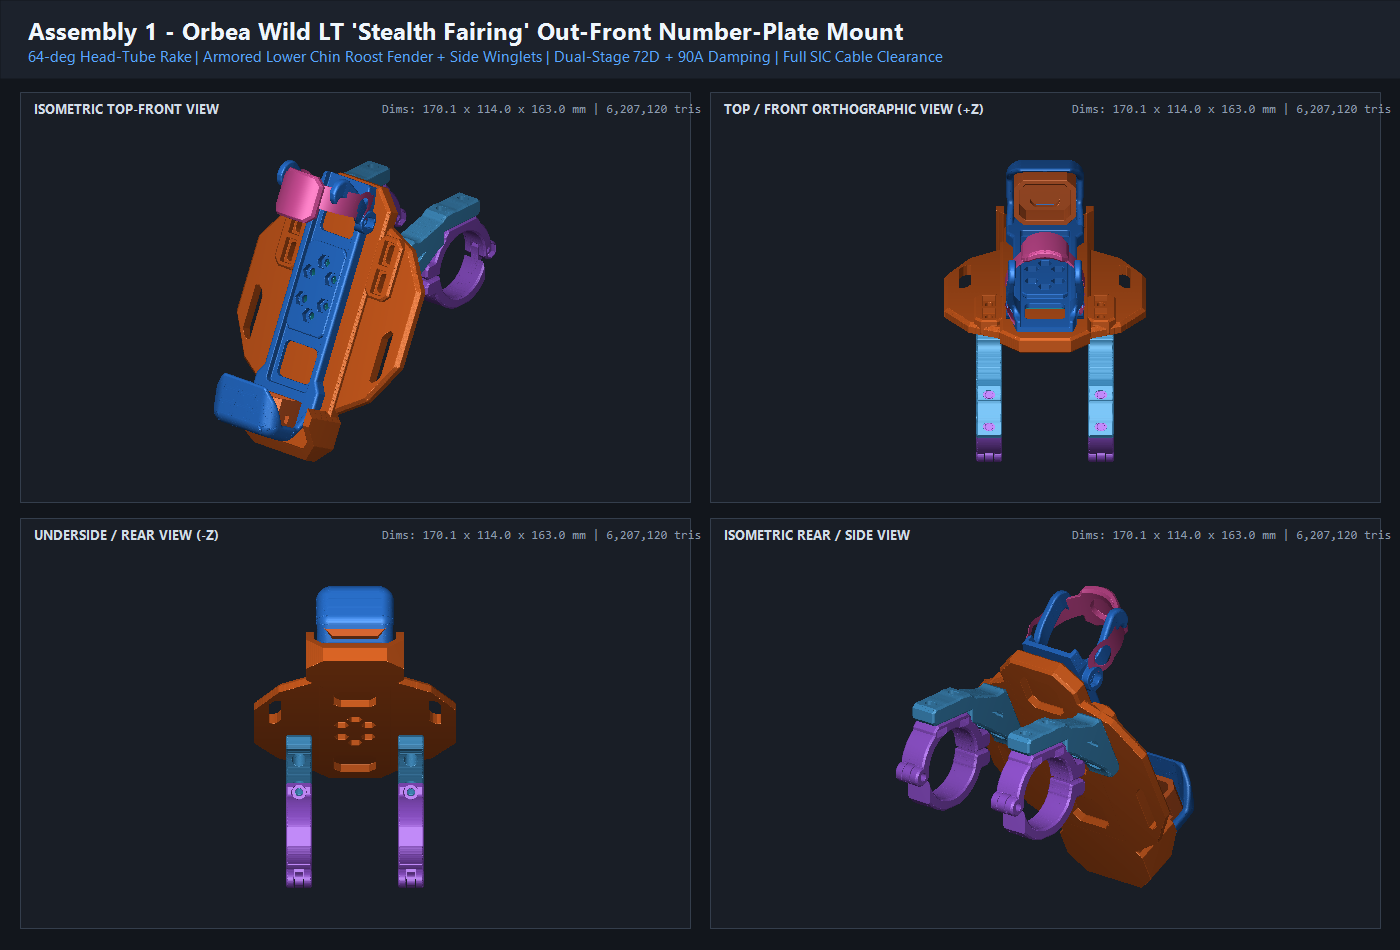 Assembly 1 - Orbea Wild LT 'Stealth Fairing' Out-Front Number-Plate Mount
64-deg Head-Tube Rake | Armored Lower Chin Roost Fender + Side Winglets | Dual-Stage 72D + 90A Damping | Full SIC Cable Clearance
ISOMETRIC TOP-FRONT VIEW
Dims: 170.1 x 114.0 x 163.0 mm | 6,207,120 tris
TOP / FRONT ORTHOGRAPHIC VIEW (+Z)
Dims: 170.1 x 114.0 x 163.0 mm | 6,207,120 tris
UNDERSIDE / REAR VIEW (-Z)
Dims: 170.1 x 114.0 x 163.0 mm | 6,207,120 tris
ISOMETRIC REAR / SIDE VIEW
Dims: 170.1 x 114.0 x 163.0 mm | 6,207,120 tris